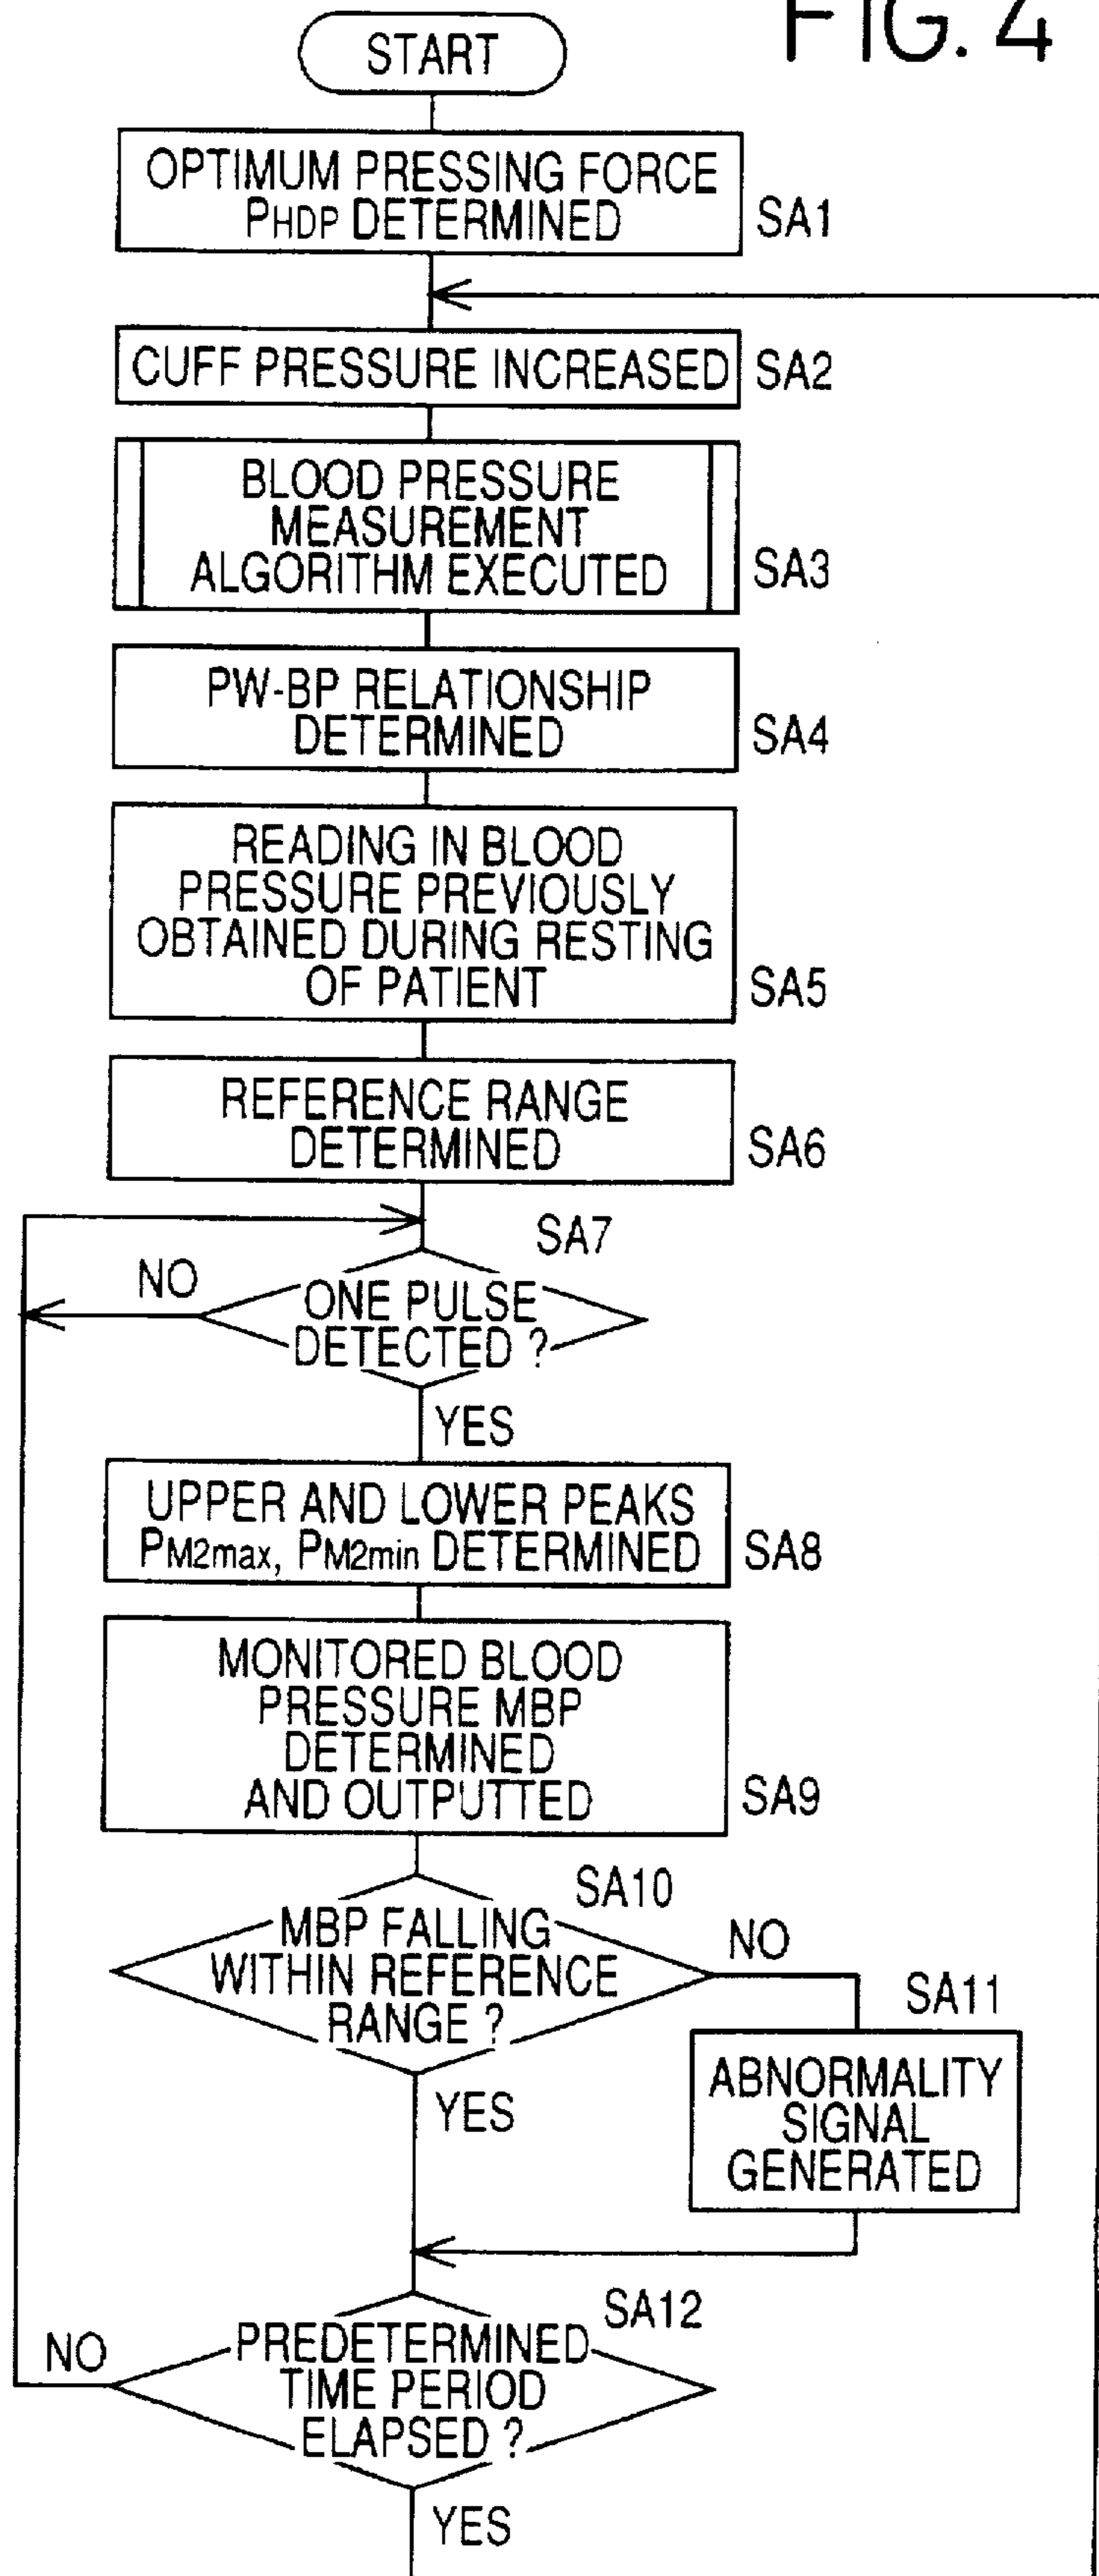 FIG. 4
START
OPTIMUM PRESSING FORCE
PHDP DETERMINED
SA1
CUFF PRESSURE INCREASED
SA2
BLOOD PRESSURE
MEASUREMENT
ALGORITHM EXECUTED
SA3
PW-BP RELATIONSHIP
DETERMINED
SA4
READING IN BLOOD
PRESSURE PREVIOUSLY
OBTAINED DURING RESTING
OF PATIENT
SA5
REFERENCE RANGE
DETERMINED
SA6
SA7
NO
ONE PULSE
DETECTED ?
YES
UPPER AND LOWER PEAKS
PM2max, PM2min DETERMINED
SA8
MONITORED BLOOD
PRESSURE MBP
DETERMINED
AND OUTPUTTED
SA9
SA10
MBP FALLING
WITHIN REFERENCE
RANGE ?
NO
SA11
ABNORMALITY
SIGNAL
GENERATED
YES
SA12
NO
PREDETERMINED
TIME PERIOD
ELAPSED ?
YES